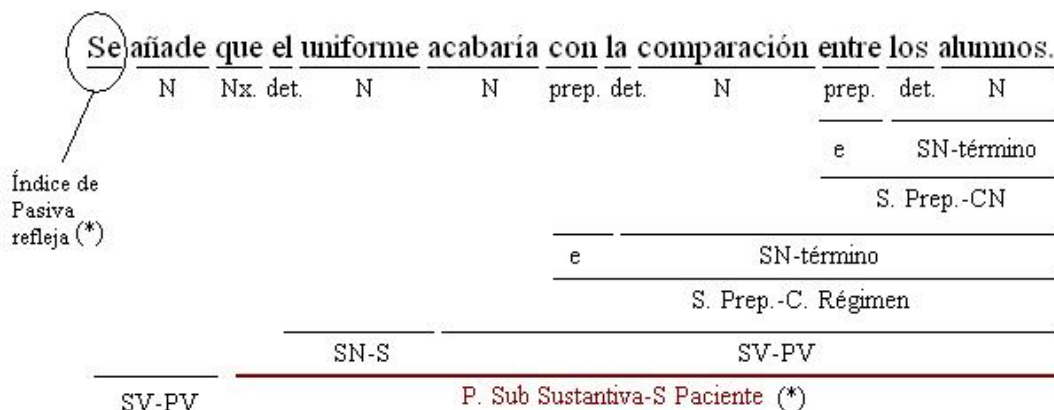 Se añade que el uniforme acabaría con la comparación entre los alumnos.
N Nx. det. N N prep. det. N prep. det. N
e SN-término
Índice de
Pasiva
refleja (*)
S. Prep.-CN
e SN-término
S. Prep.-C. Régimen
SN-S SV-PV
SV-PV P. Sub Sustantiva-S Paciente (*)